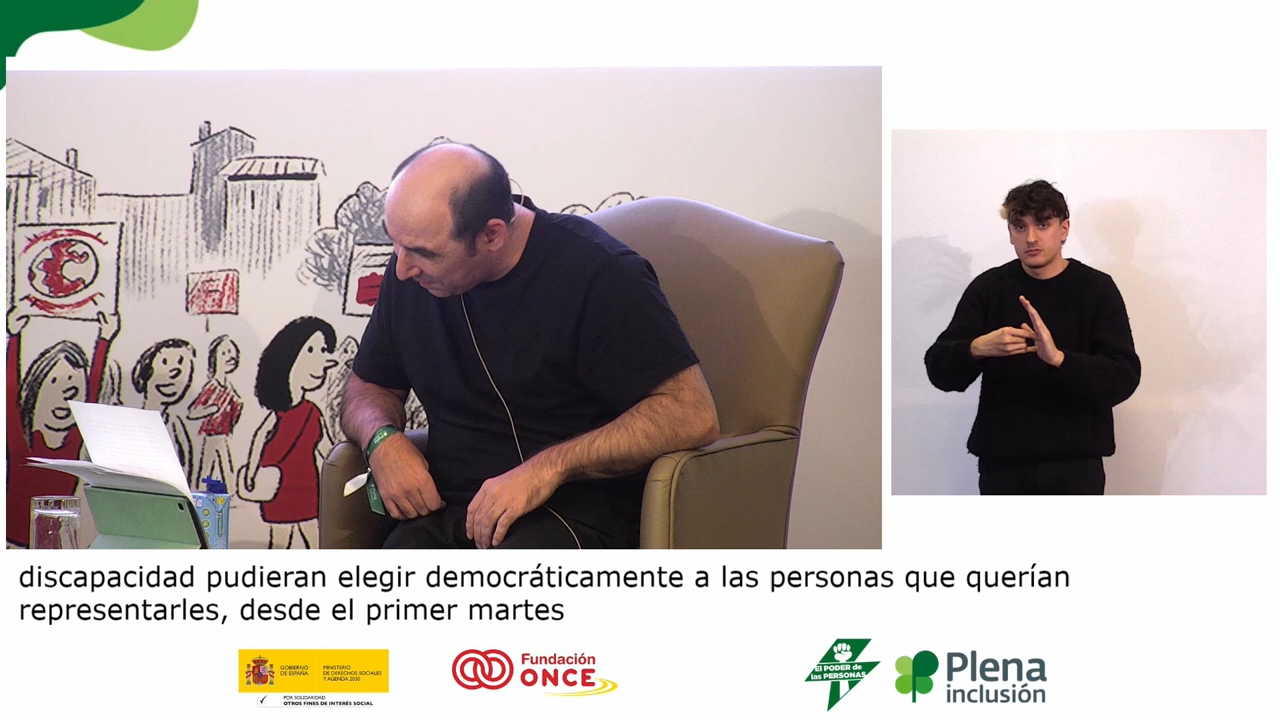 discapacidad pudieran elegir democráticamente a las personas que querían
representarles, desde el primer martes
GOBIERNO
DE ESPAÑA
MINISTERIO
DE DERECHOS SOCIALES
Y AGENDA 2030
POR SOLIDARIDAD
OTROS FINES DE INTERÉS SOCIAL
Fundación
ONCE
EL PODER de
las PERSONAS
Plena
inclusión